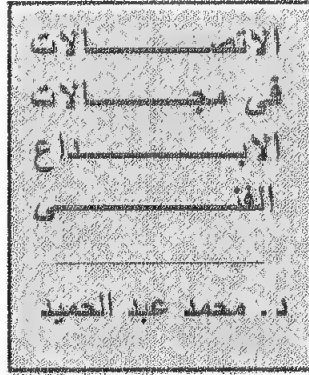 الاتصالات
فى مجالات
الابداع
الفنى
د. محمد عبد الحميد